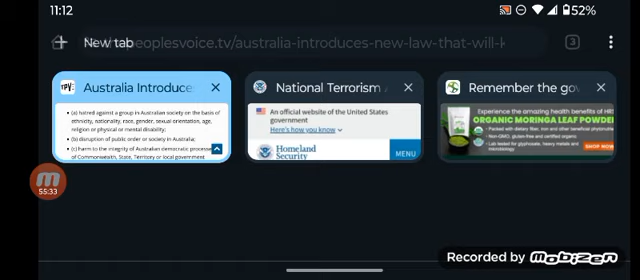 11:12
52%
New tab
peoplesvoice.tv/australia-introduces-new-law-that-will-k
3
TPV:
Australia Introduce
(a) hatred against a group in Australian society on the basis of
ethnicity, nationality, race, gender, sexual orientation, age,
religion or physical or mental disability;
(b) disruption of public order or society in Australia;
(c) harm to the integrity of Australian democratic processes
of Commonwealth, State, Territory or local government
National Terrorism
An official website of the United States
government
Here's how you know
Homeland
Security
MENU
Remember the gov
Experience the amazing health benefits of
ORGANIC MORINGA LEAF POWDER
Packed with dietary fiber, iron and other beneficial phytonutrients
Non-GMO, gluten-free and certified organic
Lab tested for glyphosate, heavy metals and
microbiology
SHOP NOW
55:33
Recorded by mobizen